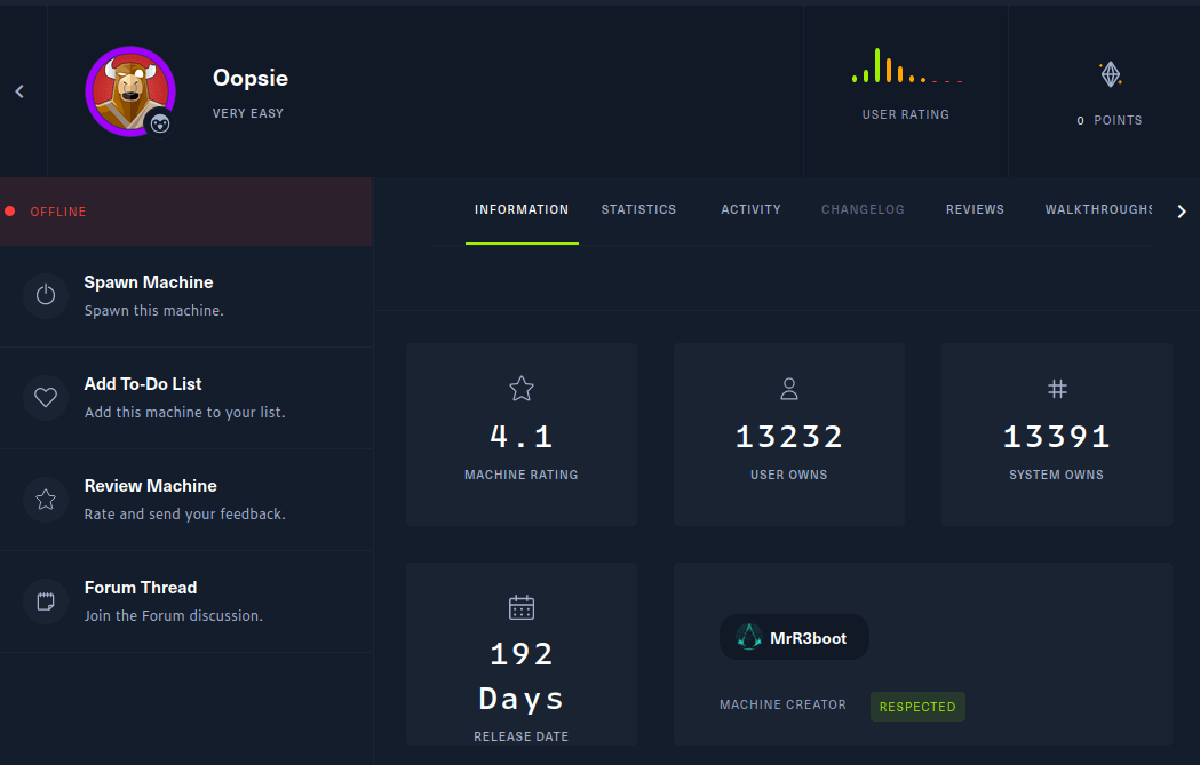 Oopsie
VERY EASY
USER RATING
0 POINTS
OFFLINE
INFORMATION
STATISTICS
ACTIVITY
CHANGELOG
REVIEWS
WALKTHROUGHS
Spawn Machine
Spawn this machine.
Add To-Do List
Add this machine to your list.
Review Machine
Rate and send your feedback.
Forum Thread
Join the Forum discussion.
4.1
MACHINE RATING
13232
USER OWNS
13391
SYSTEM OWNS
192
Days
RELEASE DATE
MrR3boot
MACHINE CREATOR
RESPECTED